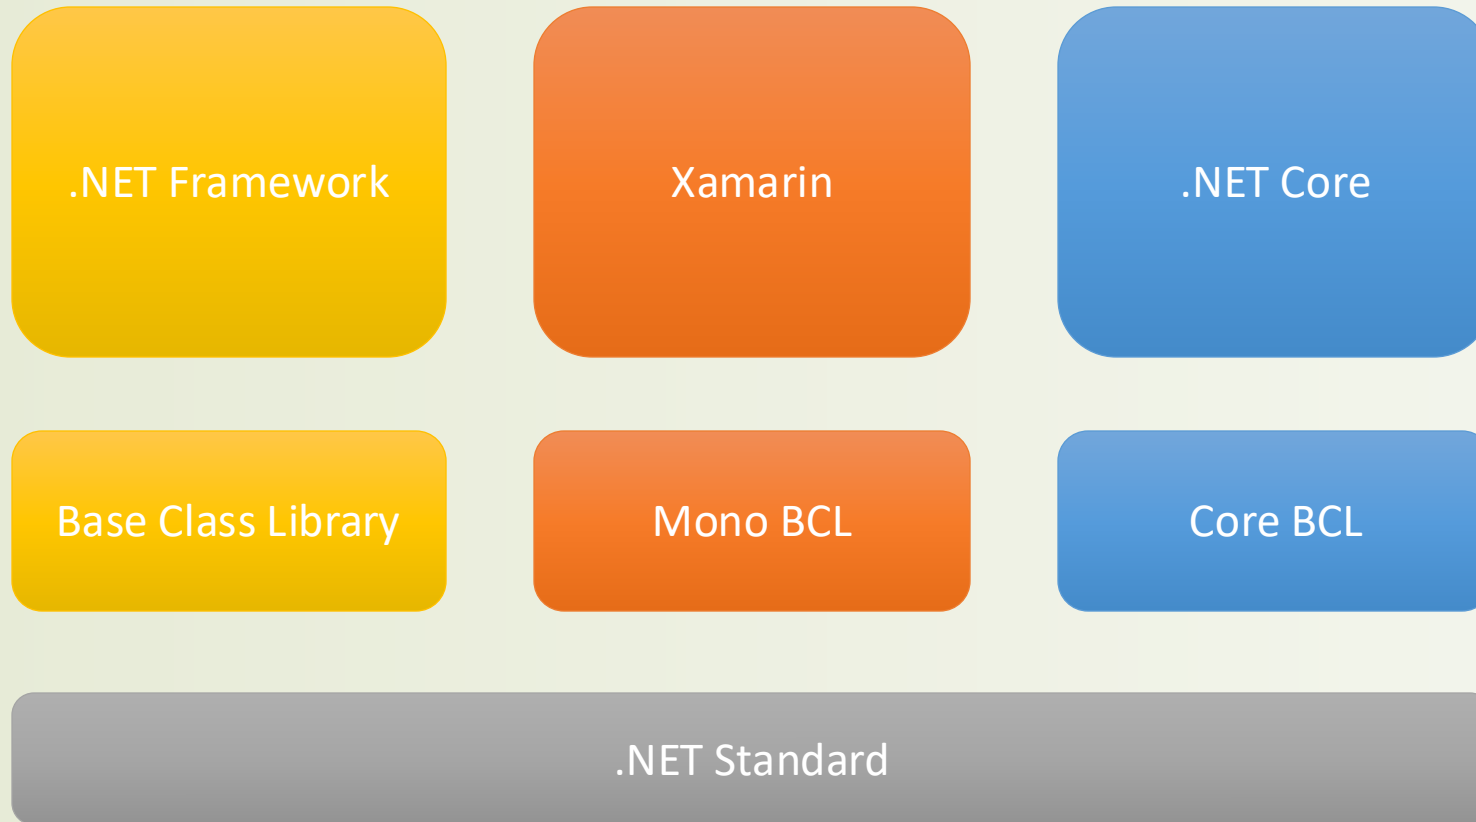 .NET Framework
Xamarin
.NET Core
Base Class Library
Mono BCL
Core BCL
.NET Standard